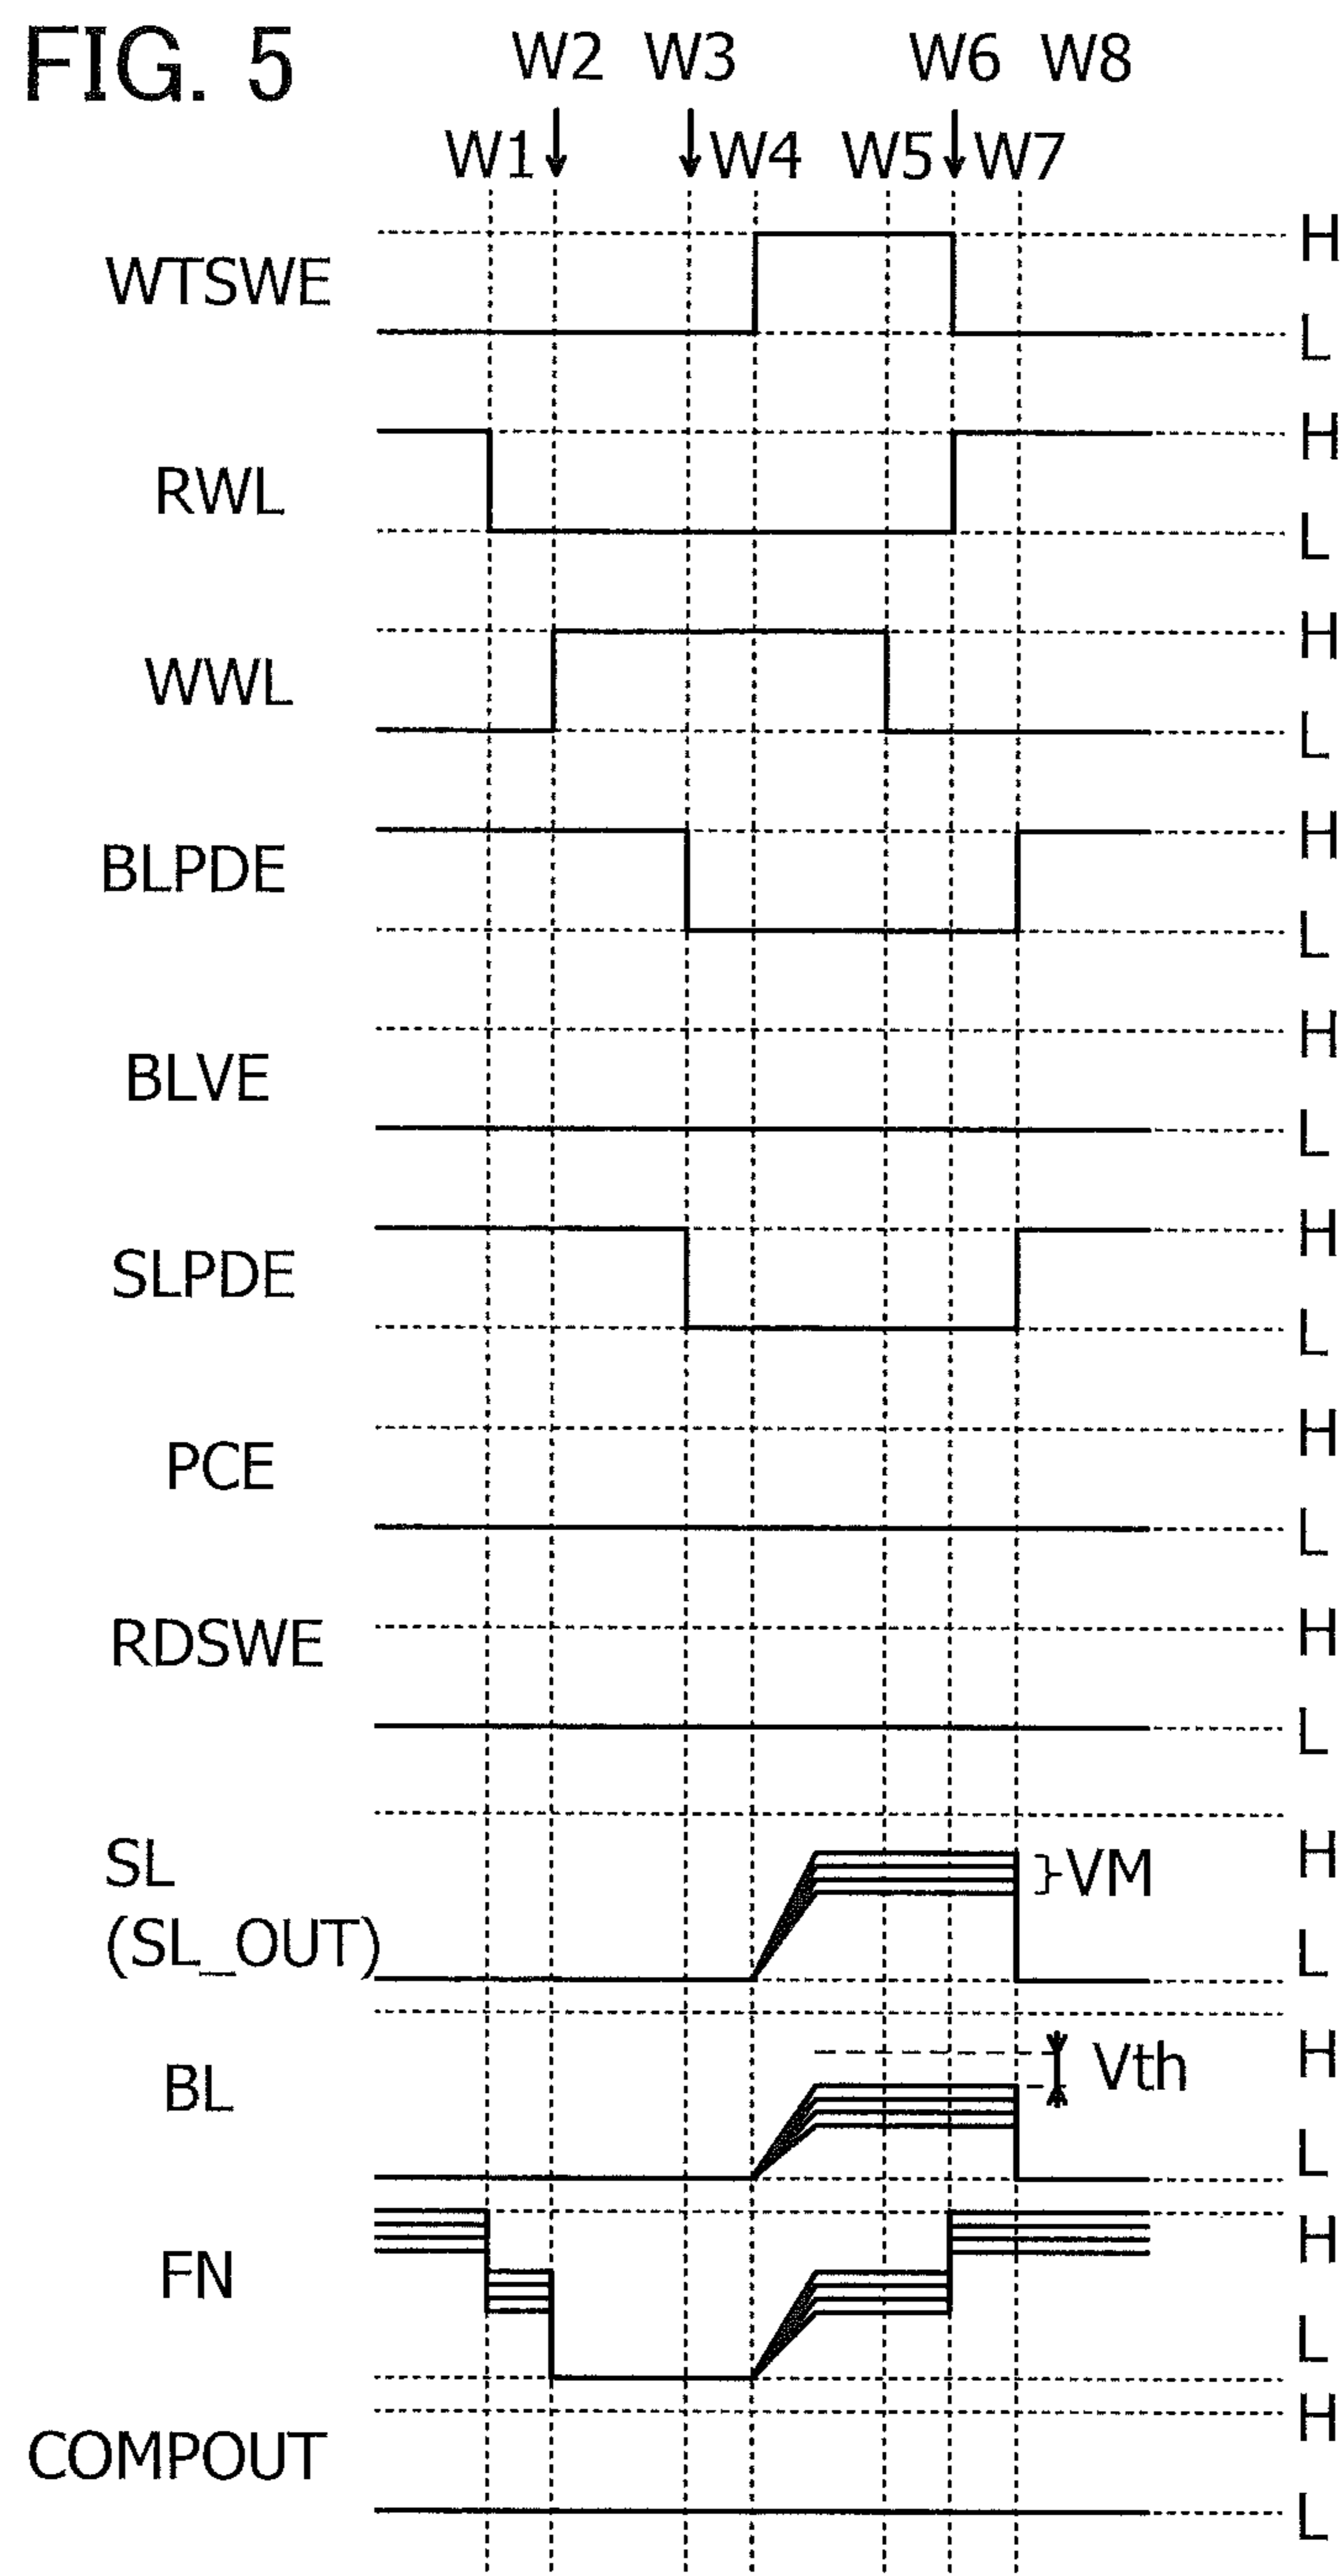 FIG. 5
W2 W3 W6 W8
W1 W4 W5 W7
WTSWE H
L
RWL H
L
WWL H
L
BLPDE H
L
BLVE H
L
SLPDE H
L
PCE H
L
RDSWE H
L
SL VM H
(SL_OUT) L
BL Vth H
L
FN H
L
COMPOUT H
L